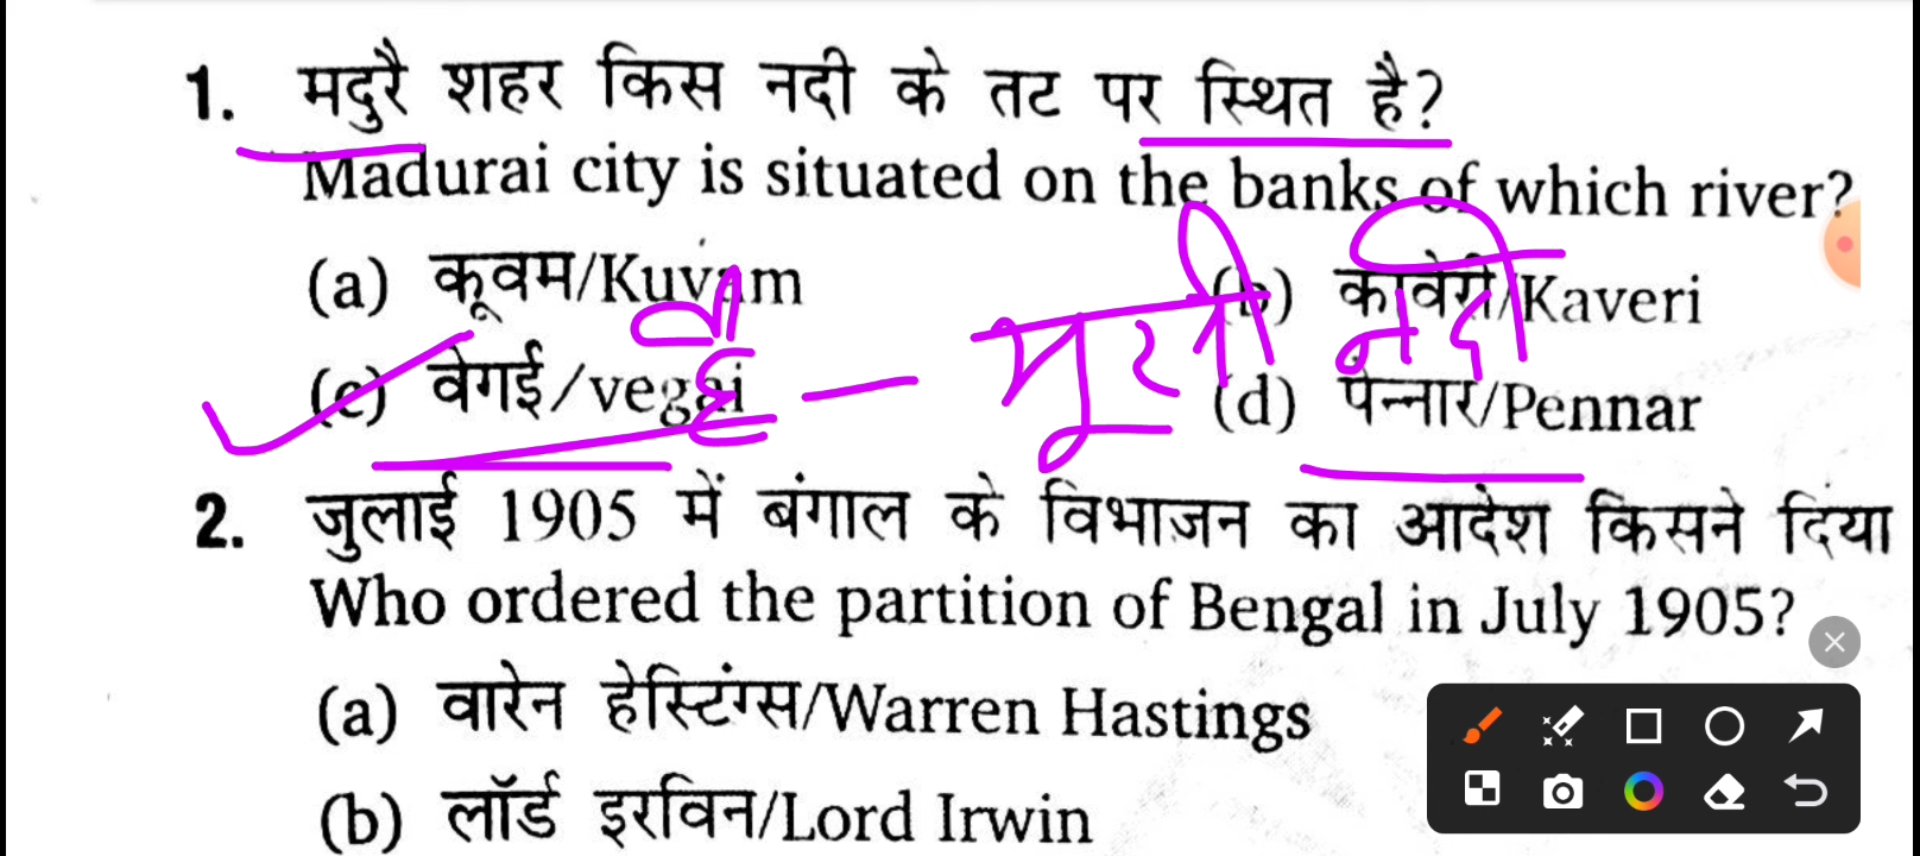 1. मदुरै शहर किस नदी के तट पर स्थित है?
Madurai city is situated on the banks of which river?
(a) कूवम/Kuvam (b) कावेरी/Kaveri
(c) वेगई/vegai (d) पेन्नार/Pennar
2. जुलाई 1905 में बंगाल के विभाजन का आदेश किसने दिया
Who ordered the partition of Bengal in July 1905?
(a) वारेन हेस्टिंग्स/Warren Hastings
(b) लॉर्ड इरविन/Lord Irwin